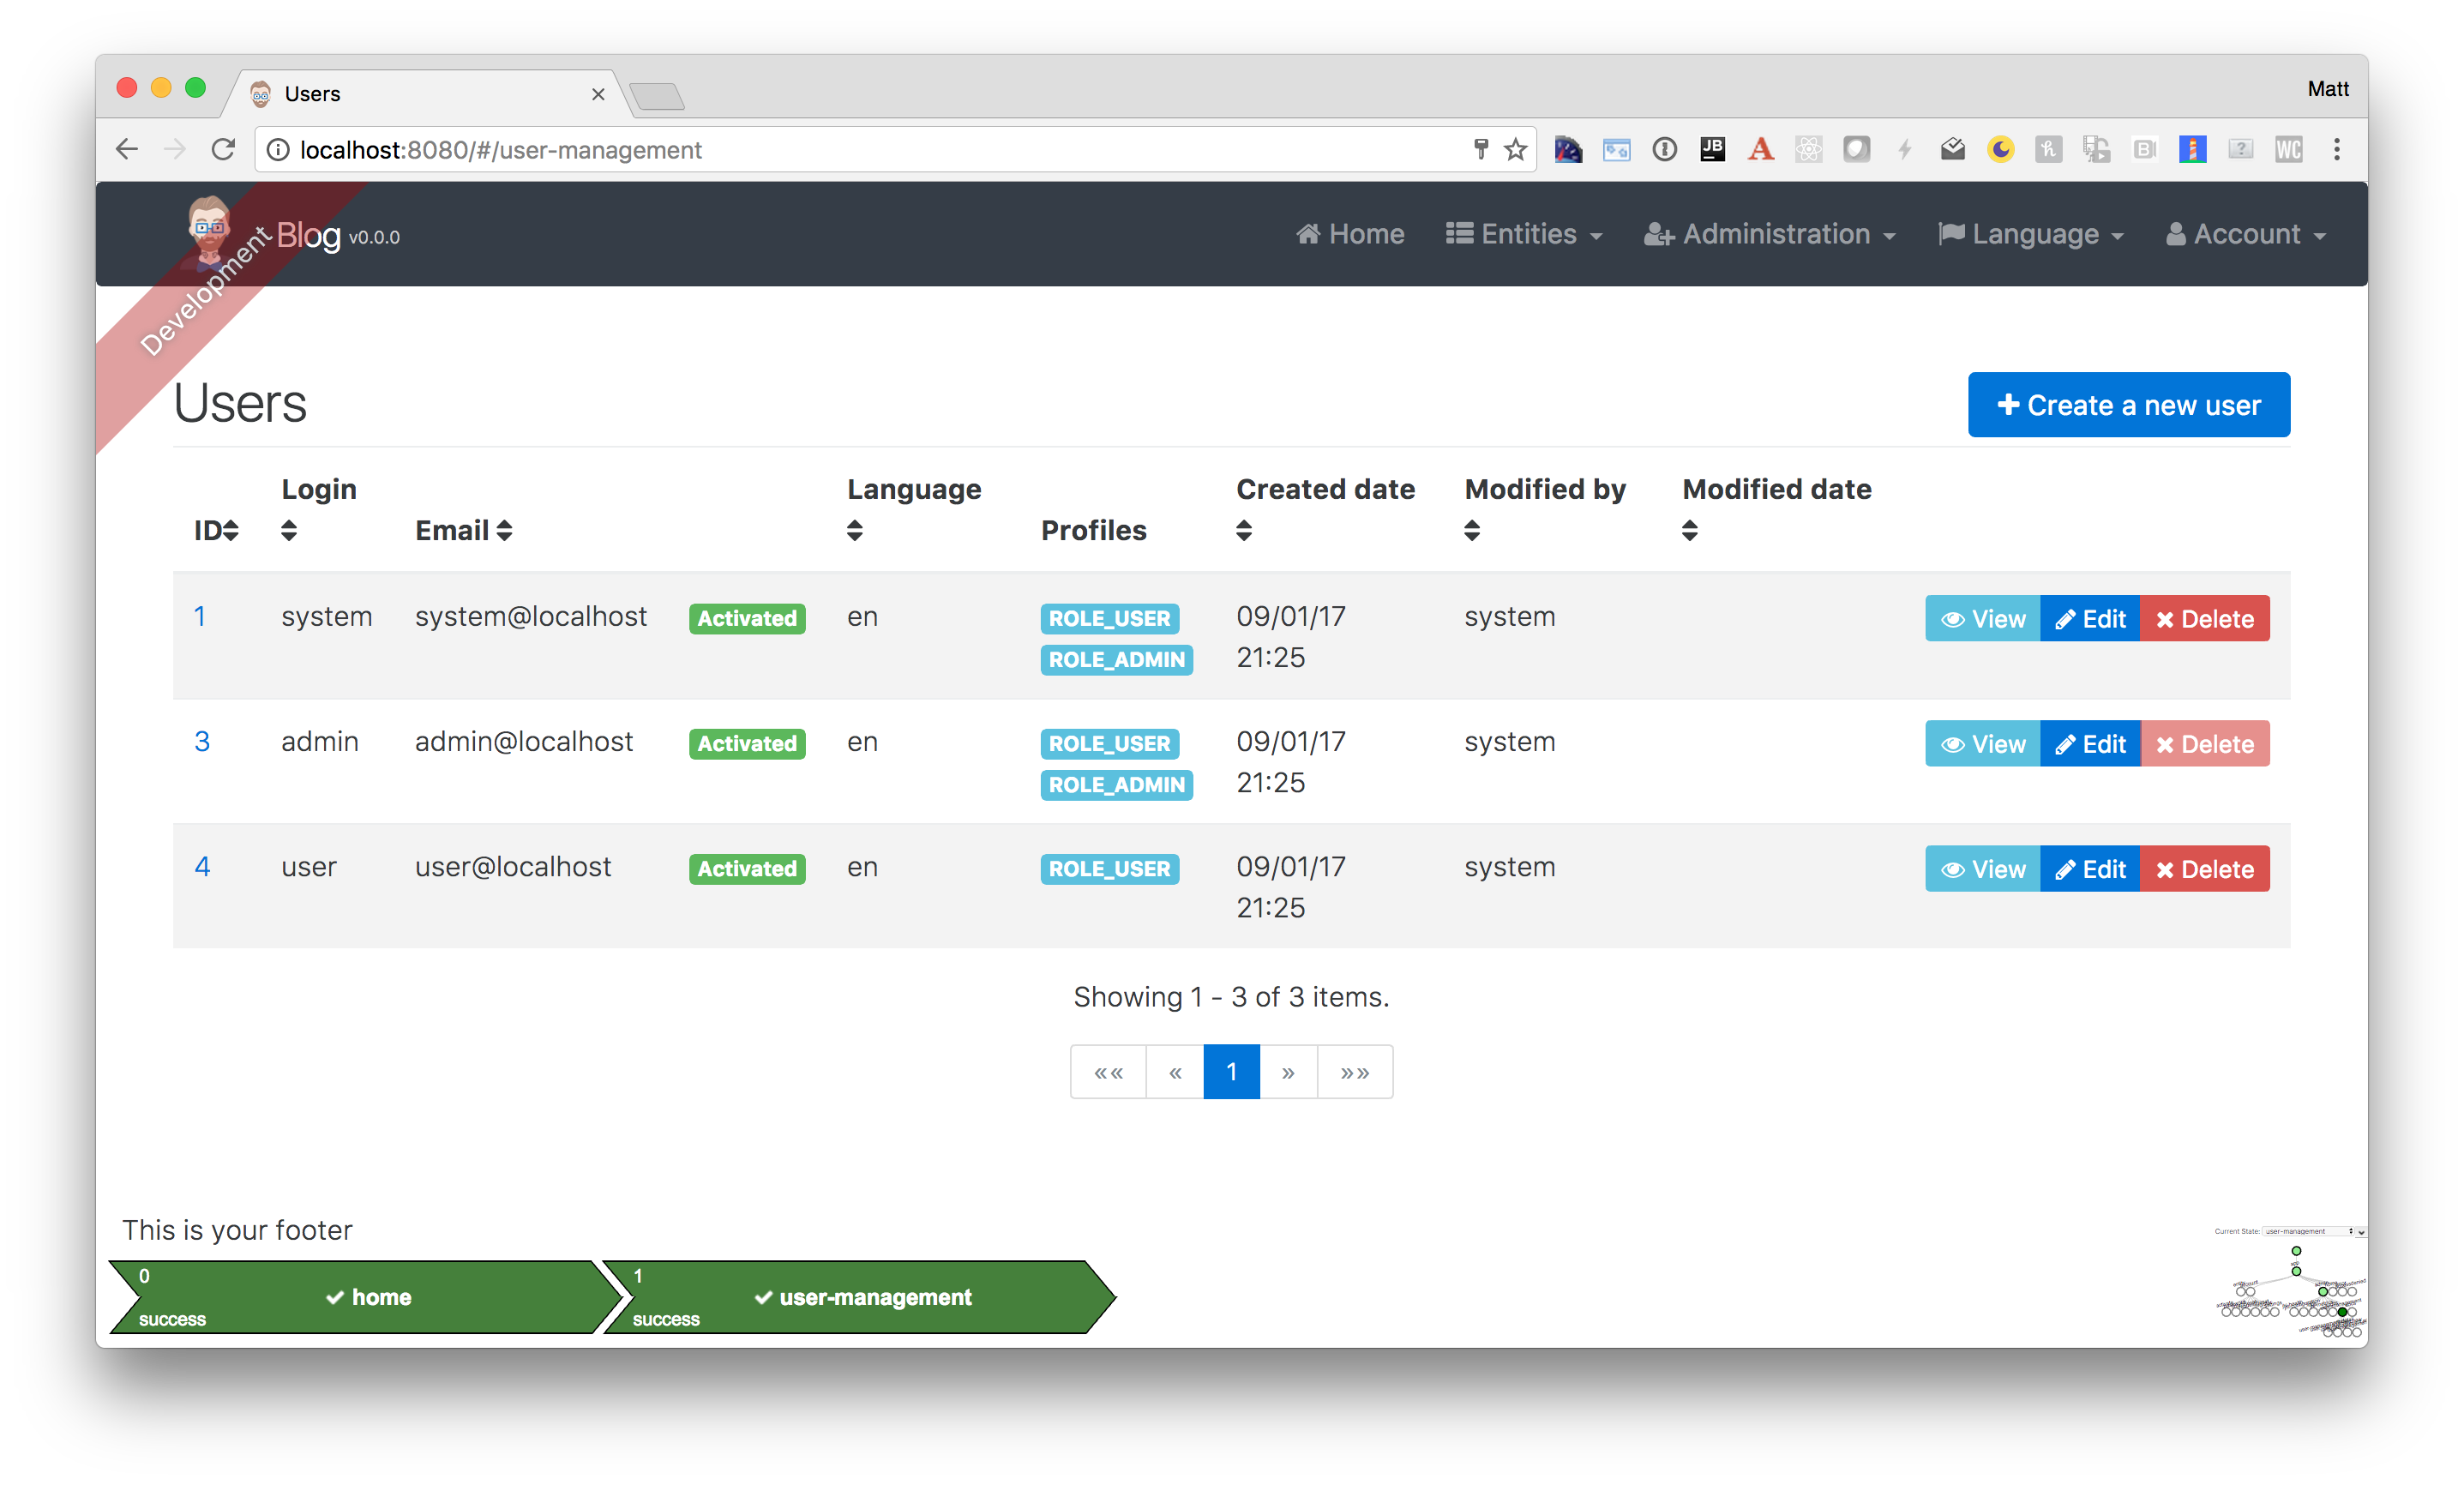 Users
Matt
localhost:8080/#/user-management
JB
A
h
B
?
WC
Development
Blog v0.0.0
Home Entities Administration Language Account
Users
+ Create a new user
ID Login Email Language Profiles Created date Modified by Modified date
1 system system@localhost Activated en ROLE_USER 09/01/17 system View Edit Delete
ROLE_ADMIN 21:25
3 admin admin@localhost Activated en ROLE_USER 09/01/17 system View Edit Delete
ROLE_ADMIN 21:25
4 user user@localhost Activated en ROLE_USER 09/01/17 system View Edit Delete
21:25
Showing 1 - 3 of 3 items.
«« « 1 » »»
This is your footer
Current State: user-management
app
0
home
success
1
user-management
success